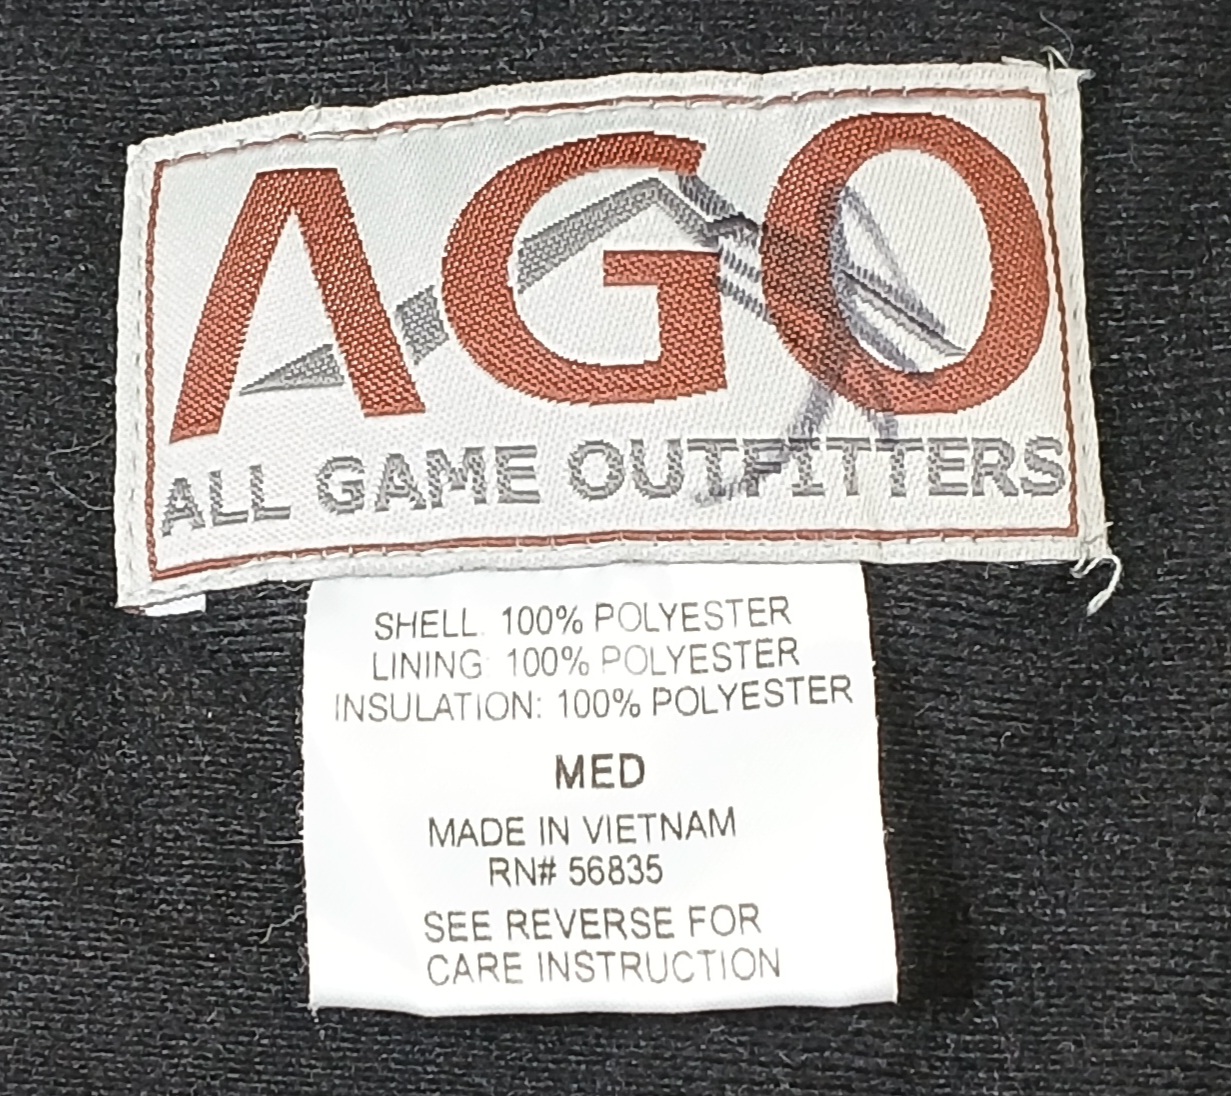 AGO
ALL GAME OUTFITTERS
SHELL: 100% POLYESTER
LINING: 100% POLYESTER
INSULATION: 100% POLYESTER
MED
MADE IN VIETNAM
RN# 56835
SEE REVERSE FOR
CARE INSTRUCTION